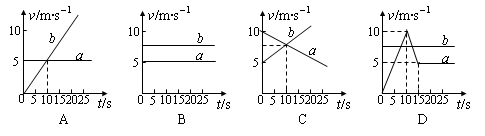 v/m·s⁻¹ v/m·s⁻¹ v/m·s⁻¹ v/m·s⁻¹
10 b 10 10 b 10
b b
5 a 5 a 5 a 5 a
0 5 10152025 t/s 0 5 10152025 t/s 0 5 10152025 t/s 0 5 10152025 t/s
A B C D